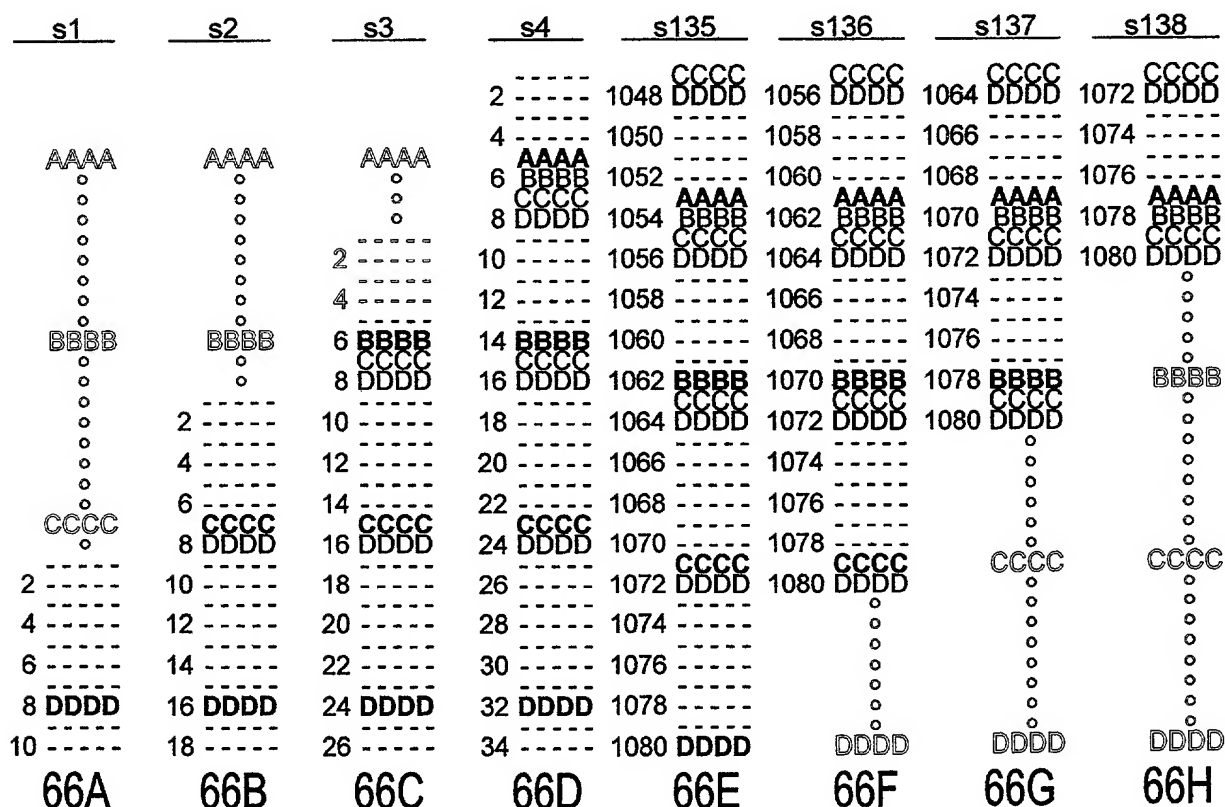 s1 s2 s3 s4 s135 s136 s137 s138
CCCC CCCC CCCC CCCC
2 ----- 1048 DDDD 1056 DDDD 1064 DDDD 1072 DDDD
4 ----- 1050 ----- 1058 ----- 1066 ----- 1074 -----
AAAA AAAA AAAA AAAA
6 BBBB 1052 ----- 1060 ----- 1068 ----- 1076 -----
CCCC AAAA AAAA AAAA AAAA
8 DDDD 1054 BBBB 1062 BBBB 1070 BBBB 1078 BBBB
CCCC CCCC CCCC CCCC
2 ----- 10 ----- 1056 DDDD 1064 DDDD 1072 DDDD 1080 DDDD
4 ----- 12 ----- 1058 ----- 1066 ----- 1074 -----
BBBB BBBB 6 BBBB 14 BBBB 1060 ----- 1068 ----- 1076 -----
CCCC CCCC
8 DDDD 16 DDDD 1062 BBBB 1070 BBBB 1078 BBBB BBBB
CCCC CCCC CCCC
2 ----- 10 ----- 18 ----- 1064 DDDD 1072 DDDD 1080 DDDD
4 ----- 12 ----- 20 ----- 1066 ----- 1074 -----
6 ----- 14 ----- 22 ----- 1068 ----- 1076 -----
CCCC CCCC CCCC CCCC
8 DDDD 16 DDDD 24 DDDD 1070 ----- 1078 -----
CCCC CCCC CCCC CCCC
2 ----- 10 ----- 18 ----- 26 ----- 1072 DDDD 1080 DDDD
4 ----- 12 ----- 20 ----- 28 ----- 1074 -----
6 ----- 14 ----- 22 ----- 30 ----- 1076 -----
8 DDDD 16 DDDD 24 DDDD 32 DDDD 1078 -----
10 ----- 18 ----- 26 ----- 34 ----- 1080 DDDD DDDD DDDD DDDD
66A 66B 66C 66D 66E 66F 66G 66H